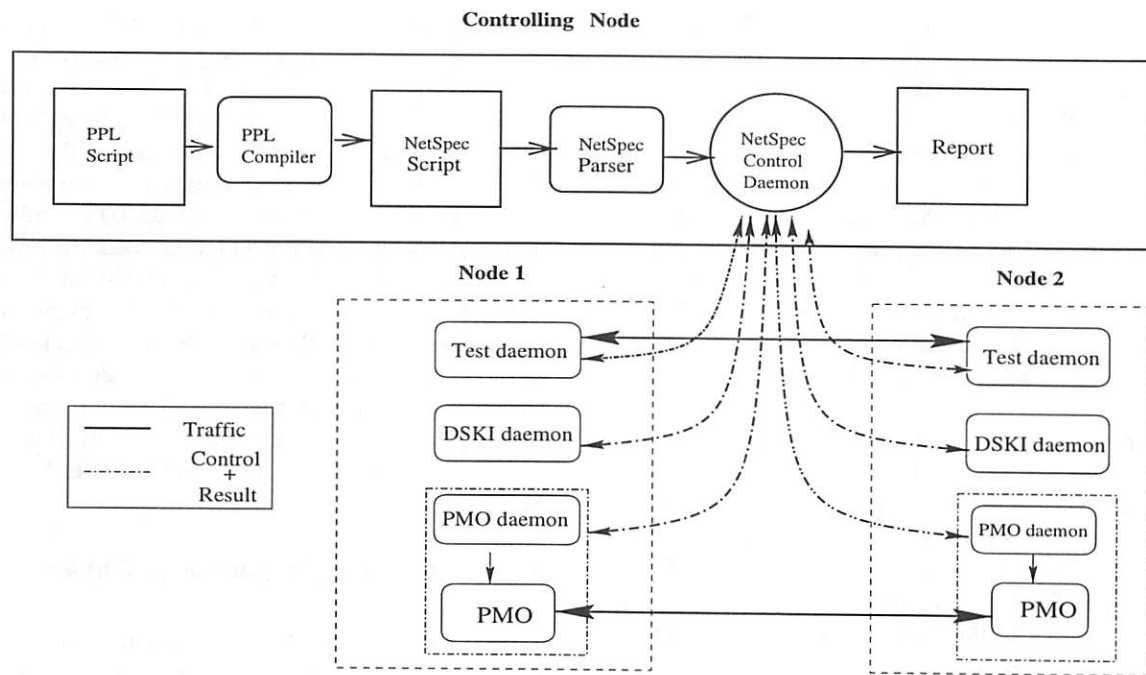 Controlling Node
PPL
Script
PPL
Compiler
NetSpec
Script
NetSpec
Parser
NetSpec
Control
Daemon
Report
Node 1
Node 2
Test daemon
Test daemon
DSKI daemon
DSKI daemon
PMO daemon
PMO daemon
PMO
PMO
Traffic
Control
+
Result